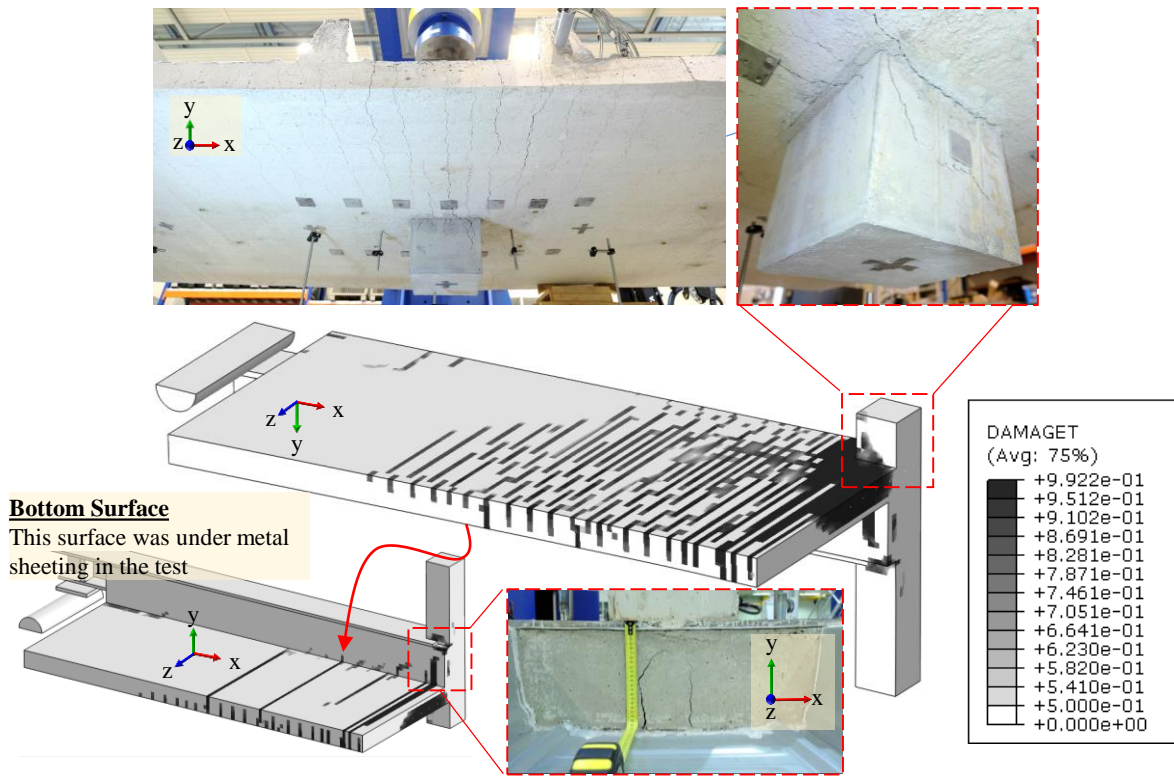 y
z
x
z
x
y
Bottom Surface
This surface was under metal
sheeting in the test
y
z
x
y
x
z
DAMAGET
(Avg: 75%)
+9.922e-01
+9.512e-01
+9.102e-01
+8.691e-01
+8.281e-01
+7.871e-01
+7.461e-01
+7.051e-01
+6.641e-01
+6.230e-01
+5.820e-01
+5.410e-01
+5.000e-01
+0.000e+00